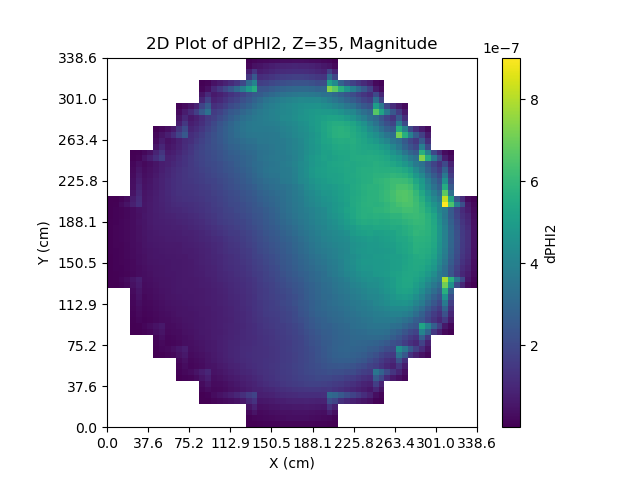 2D Plot of dPHI2, Z=35, Magnitude
1e−7
338.6
301.0
263.4
225.8
188.1
150.5
112.9
75.2
37.6
0.0
Y (cm)
0.0 37.6 75.2 112.9 150.5 188.1 225.8 263.4 301.0 338.6
X (cm)
8
6
4
2
dPHI2